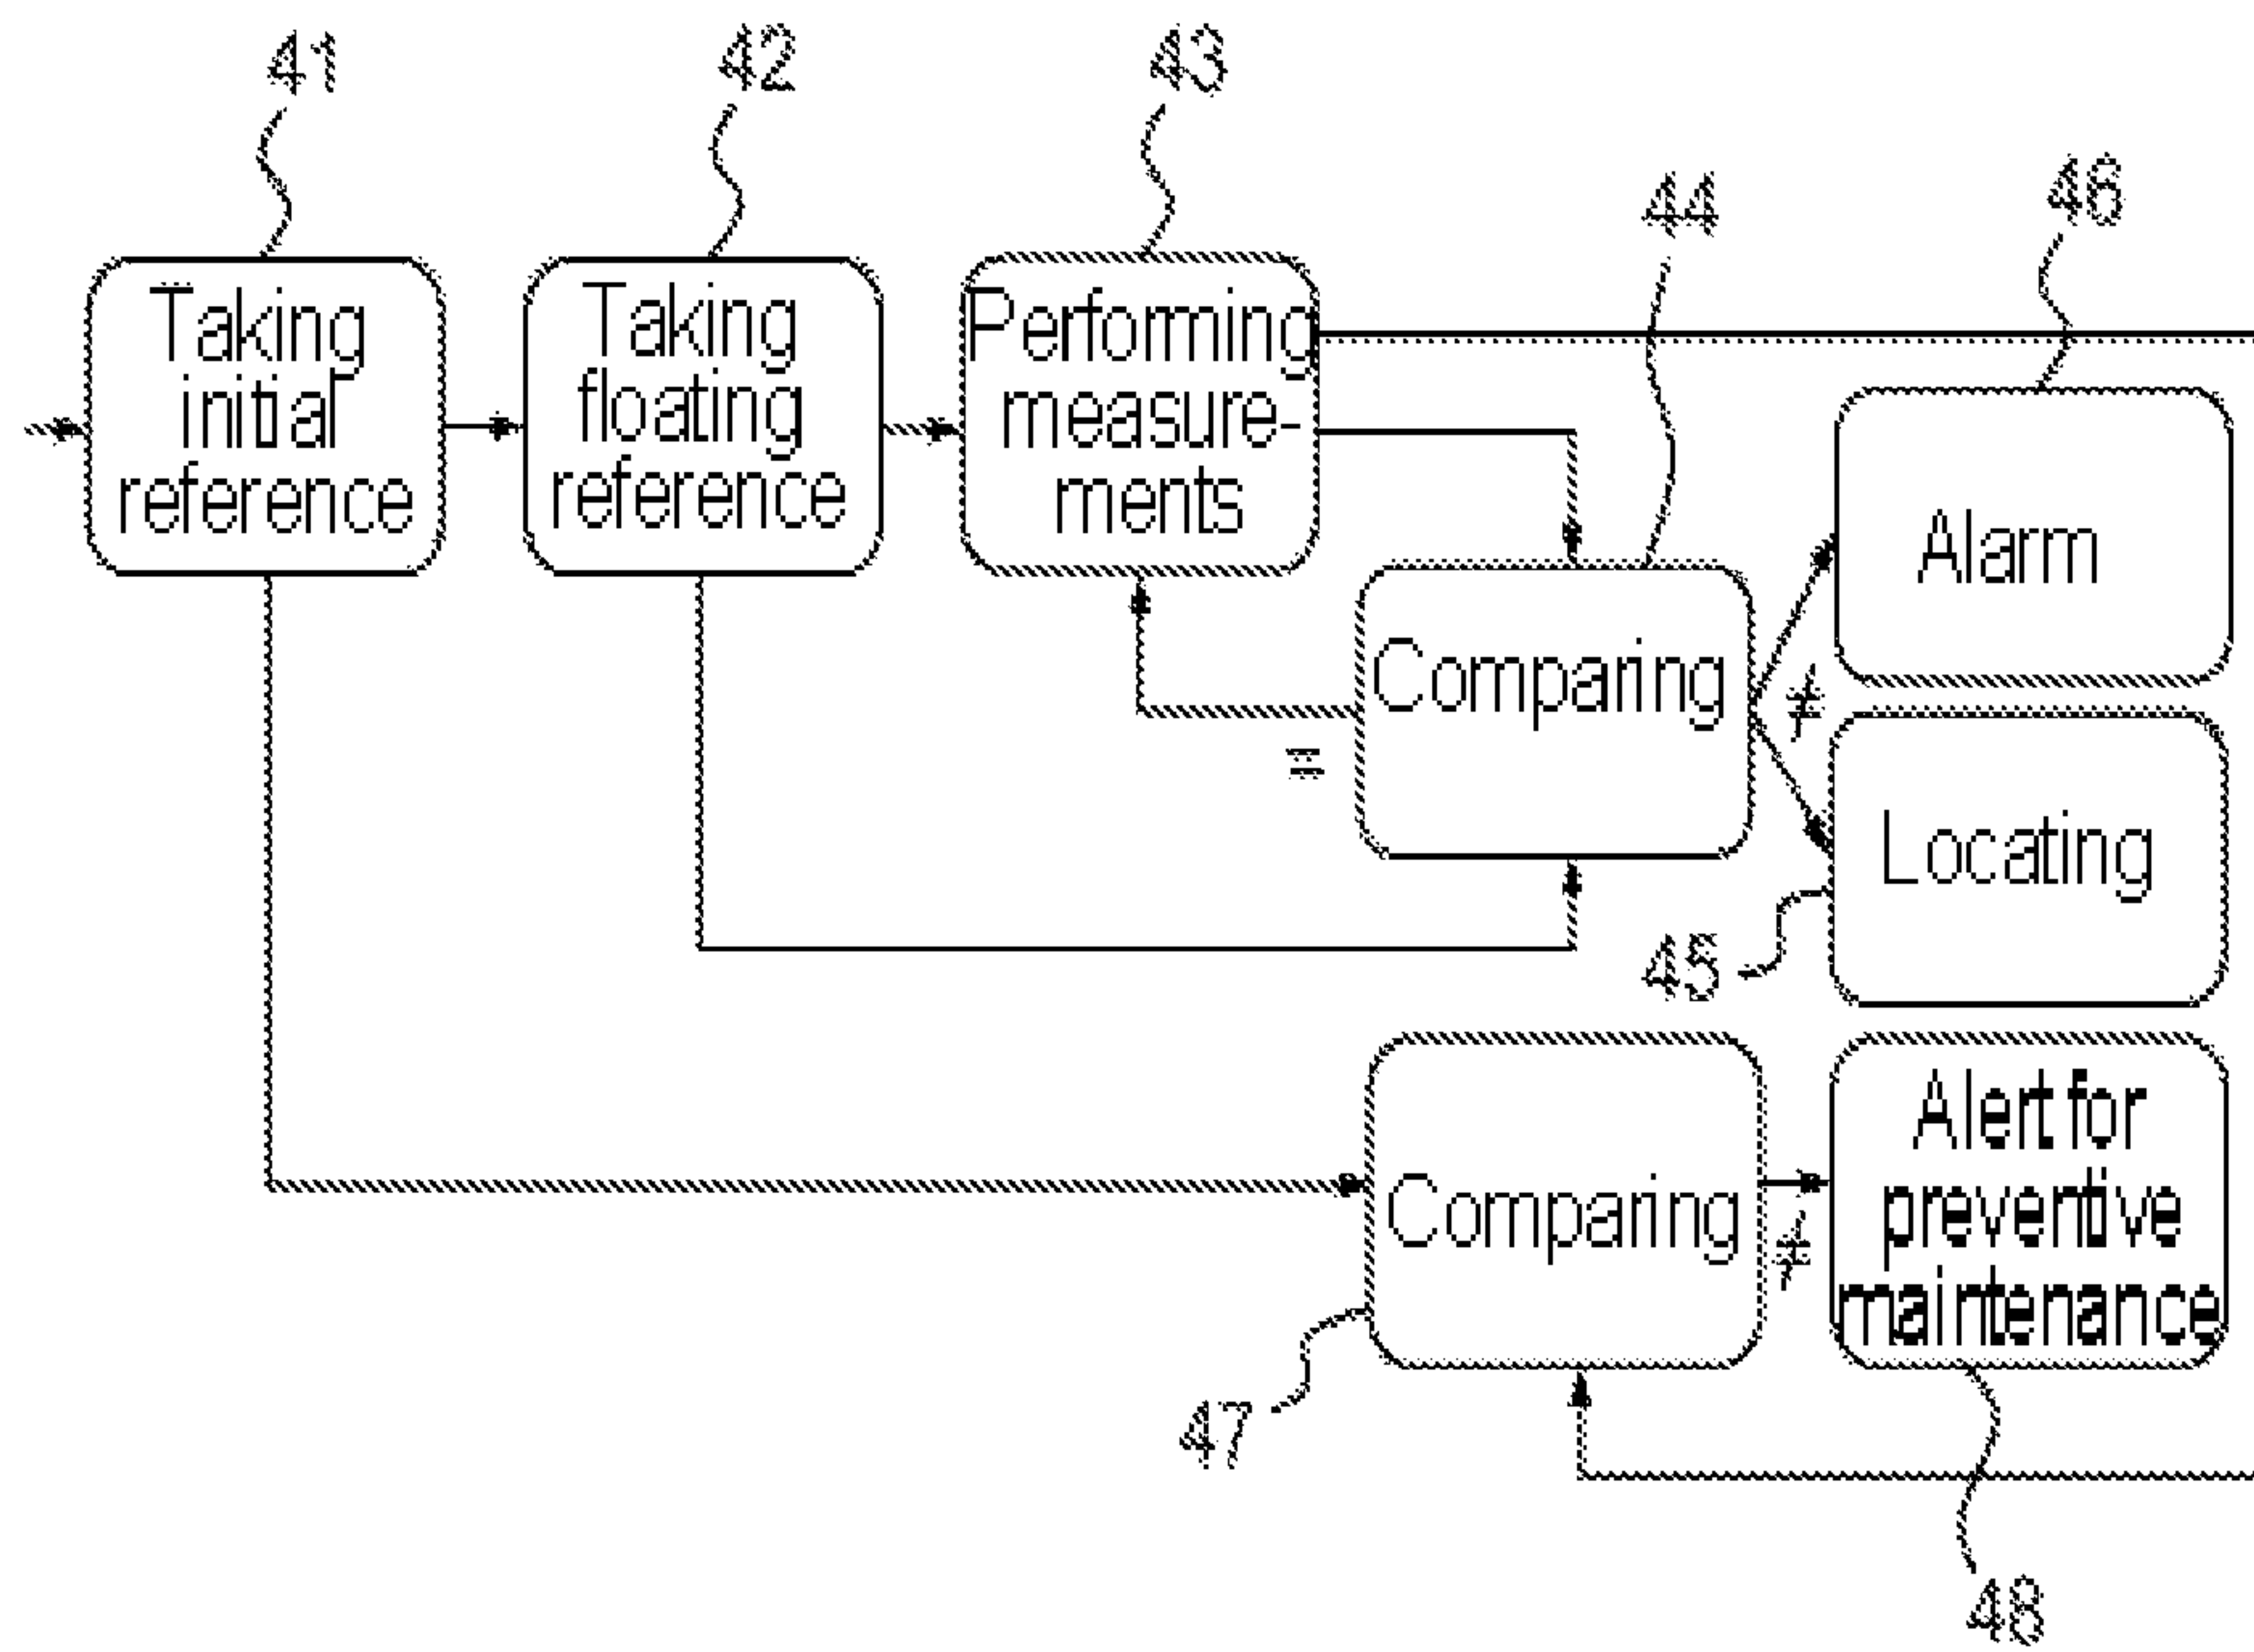 41
42
43
44
46
Taking
initial
reference
Taking
floating
reference
Performing
measure-
ments
Alarm
Comparing
≠
=
Locating
45
Comparing
≠
Alert for
preventive
maintenance
47
48